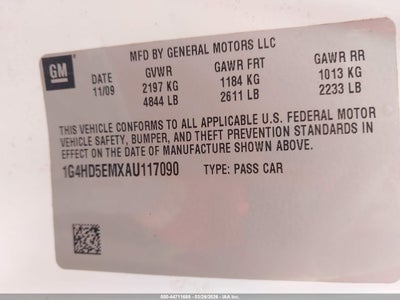 GM
MFD BY GENERAL MOTORS LLC
DATE GVWR GAWR FRT GAWR RR
11/09 2197 KG 1184 KG 1013 KG
4844 LB 2611 LB 2233 LB
THIS VEHICLE CONFORMS TO ALL APPLICABLE U.S. FEDERAL MOTOR
VEHICLE SAFETY, BUMPER, AND THEFT PREVENTION STANDARDS IN
EFFECT ON THE DATE OF MANUFACTURE SHOWN ABOVE.
1G4HD5EMXAU117090 TYPE: PASS CAR